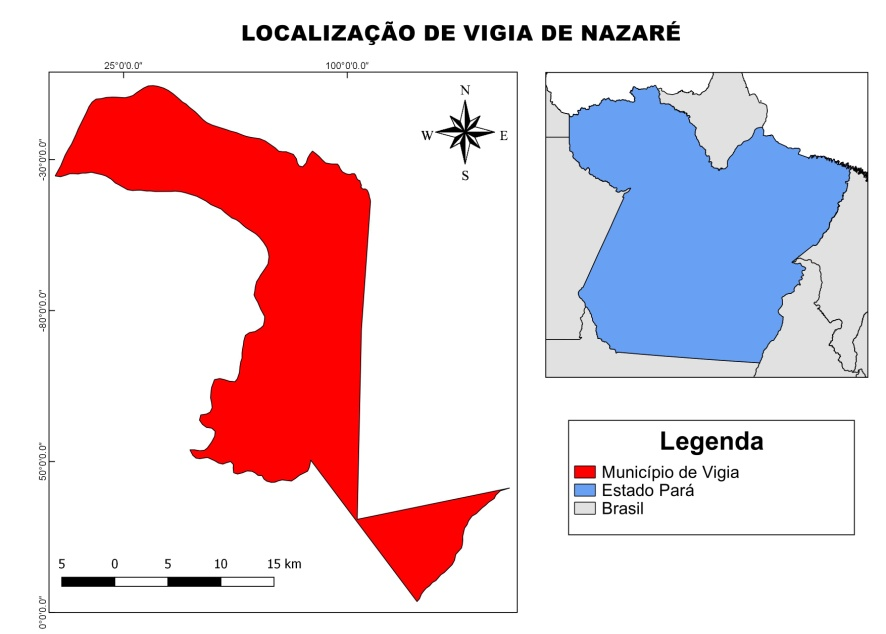 LOCALIZAÇÃO DE VIGIA DE NAZARÉ
25°0'0.0" 100°0'0.0"
N
W E
S
-30°0'0.0"
-80°0'0.0"
50°0'0.0"
0°0'0.0"
5 0 5 10 15 km
Legenda
Município de Vigia
Estado Pará
Brasil